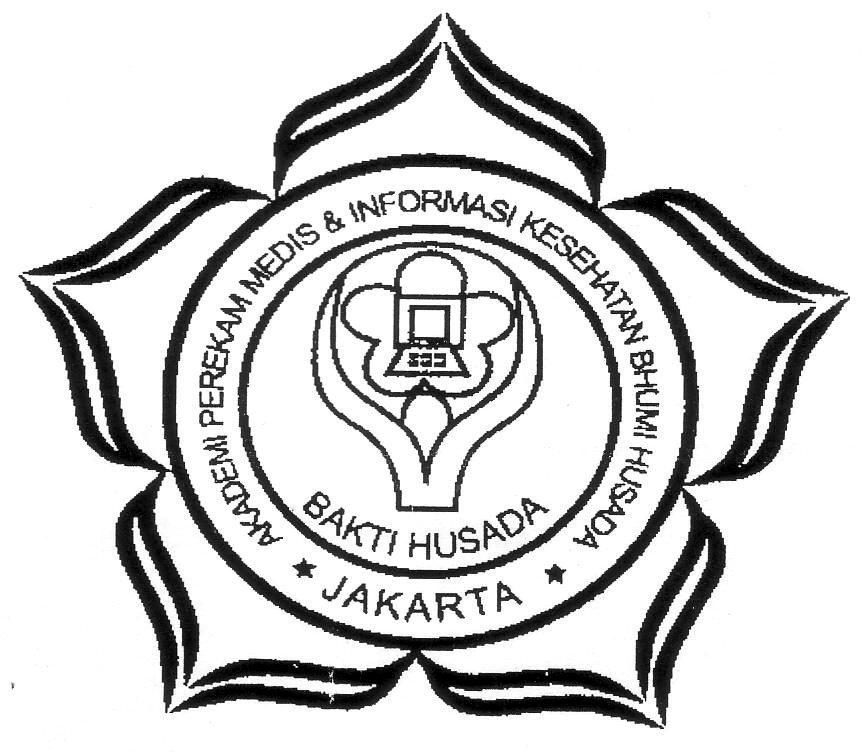 AKADEMI PEREKAM MEDIS & INFORMASI KESEHATAN BHUMI HUSADA
BAKTI HUSADA
JAKARTA